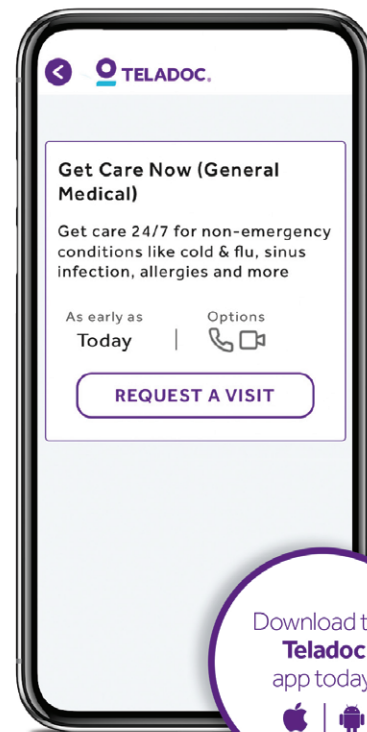 TELADOC.
Get Care Now (General
Medical)
Get care 24/7 for non-emergency
conditions like cold & flu, sinus
infection, allergies and more
As early as
Options
Today
REQUEST A VISIT
Download t
Teladoc
app today